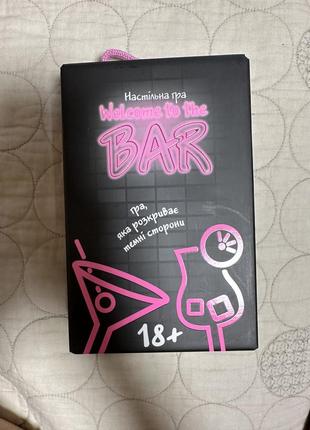 Настільна гра
Welcome to the
BAR
гра,
яка розкриває
темні сторони
18+